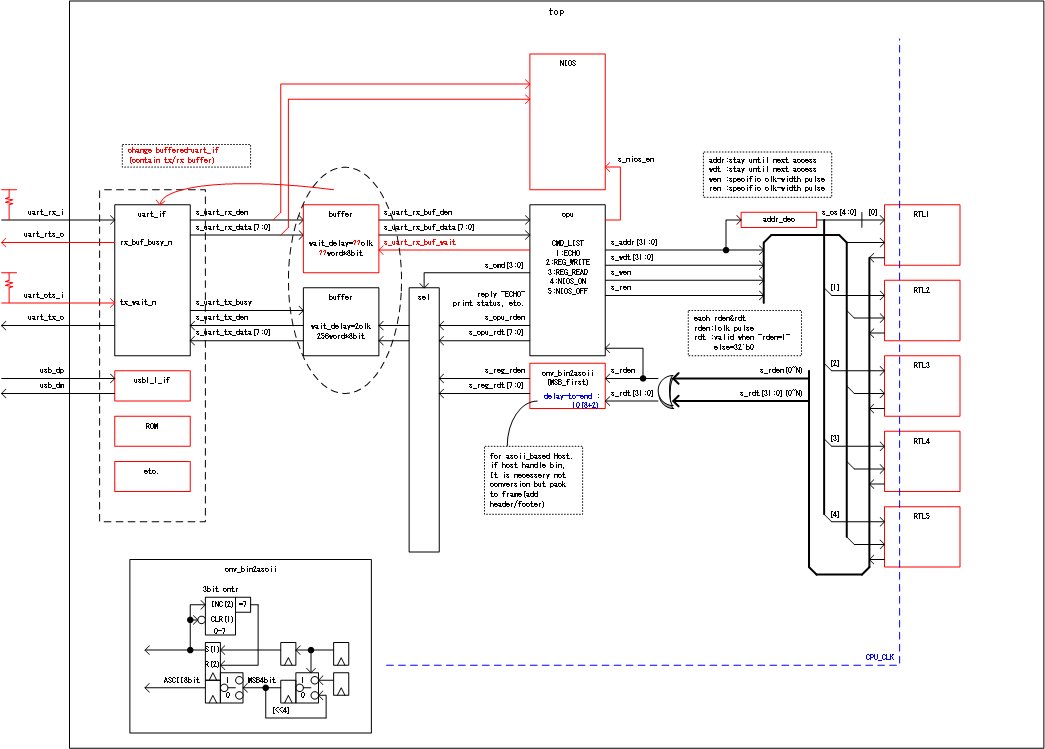 top
NIOS
change buffered-uart_if
(contain tx/rx buffer)
s_nios_en
addr:stay until next access
wdt :stay until next access
wen :specific clk-width pulse
ren :specific clk-width pulse
uart_rx_i
uart_if
s_uart_rx_den
buffer
s_uart_rx_buf_den
cpu
addr_dec
s_cs [4:0]
[0]
RTL1
s_uart_rx_data [7:0]
s_uart_rx_buf_data [7:0]
uart_rts_o
rx_buf_busy_n
wait_delay=??clk
??word*8bit
s_uart_rx_buf_wait
CMD_LIST
1:ECHO
2:REG_WRITE
3:REG_READ
4:NIOS_ON
5:NIOS_OFF
s_addr [31:0]
s_wdt [31:0]
s_wen
s_ren
s_cmd [3:0]
uart_cts_i
tx_wait_n
s_uart_tx_busy
buffer
sel
reply "ECHO"
print status, etc.
[1]
RTL2
uart_tx_o
s_uart_tx_den
s_uart_tx_data [7:0]
wait_delay=2clk
256word*8bit
s_cpu_rden
s_cpu_rdt [7:0]
each rden&rdt
rden:1clk pulse
rdt :valid when "rden=1"
else=32'b0
usb_dp
usb_dm
usb1_1_if
s_reg_rden
s_reg_rdt [7:0]
cnv_bin2ascii
(MSB_first)
delay-to-end :
10(8+2)
s_rden
s_rdt [31:0]
s_rden [0~N]
s_rdt [31:0] [0~N]
[2]
RTL3
ROM
etc.
for ascii_based Host.
if host handle bin,
It is necessery not
conversion but pack
to frame(add
header/footer)
[3]
RTL4
[4]
RTL5
cnv_bin2ascii
3bit cntr
INC(2)
=7
CLR(1)
0-7
S(1)
R(2)
ASCII8bit
1
0
MSB4bit
1
0
[<<4]
CPU_CLK